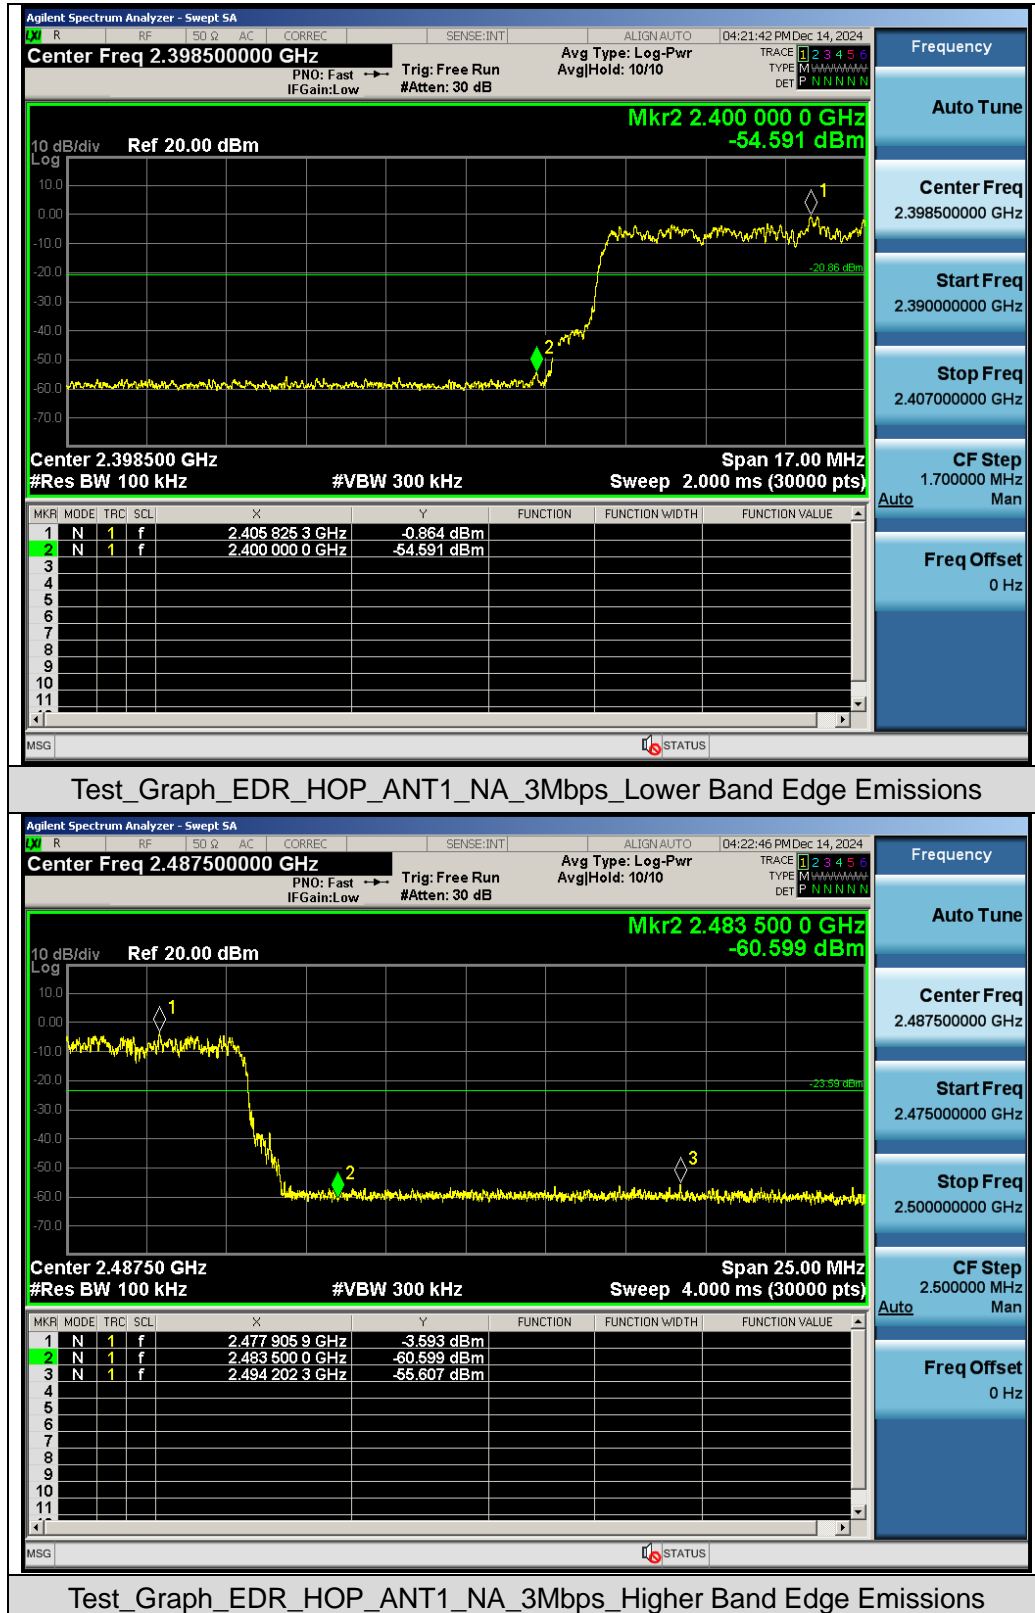 Agilent Spectrum Analyzer - Swept SA
LXI R RF 50 Ω AC CORREC SENSE:INT ALIGN AUTO 04:21:42 PM Dec 14, 2024
Center Freq 2.398500000 GHz
PNO: Fast
IFGain:Low
Trig: Free Run
#Atten: 30 dB
Avg Type: Log-Pwr
Avg|Hold: 10/10
TRACE 1 2 3 4 5 6
TYPE M WWWWW
DET P N N N N N
Frequency
Auto Tune
Center Freq
2.398500000 GHz
Start Freq
2.390000000 GHz
Stop Freq
2.407000000 GHz
CF Step
1.700000 MHz
Auto Man
Freq Offset
0 Hz
Mkr2 2.400 000 0 GHz
-54.591 dBm
10 dB/div Ref 20.00 dBm
Log
10.0
0.00
-10.0
-20.0
-30.0
-40.0
-50.0
-60.0
-70.0
1
-20.86 dBm
2
Center 2.398500 GHz Span 17.00 MHz
#Res BW 100 kHz #VBW 300 kHz Sweep 2.000 ms (30000 pts)
MKR MODE TRC SCL X Y FUNCTION FUNCTION WIDTH FUNCTION VALUE
1 N 1 f 2.405 825 3 GHz -0.864 dBm
2 N 1 f 2.400 000 0 GHz -54.591 dBm
3
4
5
6
7
8
9
10
11
MSG STATUS
Test_Graph_EDR_HOP_ANT1_NA_3Mbps_Lower Band Edge Emissions
Agilent Spectrum Analyzer - Swept SA
LXI R RF 50 Ω AC CORREC SENSE:INT ALIGN AUTO 04:22:46 PM Dec 14, 2024
Center Freq 2.487500000 GHz
PNO: Fast
IFGain:Low
Trig: Free Run
#Atten: 30 dB
Avg Type: Log-Pwr
Avg|Hold: 10/10
TRACE 1 2 3 4 5 6
TYPE M WWWWW
DET P N N N N N
Frequency
Auto Tune
Center Freq
2.487500000 GHz
Start Freq
2.475000000 GHz
Stop Freq
2.500000000 GHz
CF Step
2.500000 MHz
Auto Man
Freq Offset
0 Hz
Mkr2 2.483 500 0 GHz
-60.599 dBm
10 dB/div Ref 20.00 dBm
Log
10.0
0.00
-10.0
-20.0
-30.0
-40.0
-50.0
-60.0
-70.0
1
-23.59 dBm
2
3
Center 2.48750 GHz Span 25.00 MHz
#Res BW 100 kHz #VBW 300 kHz Sweep 4.000 ms (30000 pts)
MKR MODE TRC SCL X Y FUNCTION FUNCTION WIDTH FUNCTION VALUE
1 N 1 f 2.477 905 9 GHz -3.593 dBm
2 N 1 f 2.483 500 0 GHz -60.599 dBm
3 N 1 f 2.494 202 3 GHz -55.607 dBm
4
5
6
7
8
9
10
11
MSG STATUS
Test_Graph_EDR_HOP_ANT1_NA_3Mbps_Higher Band Edge Emissions